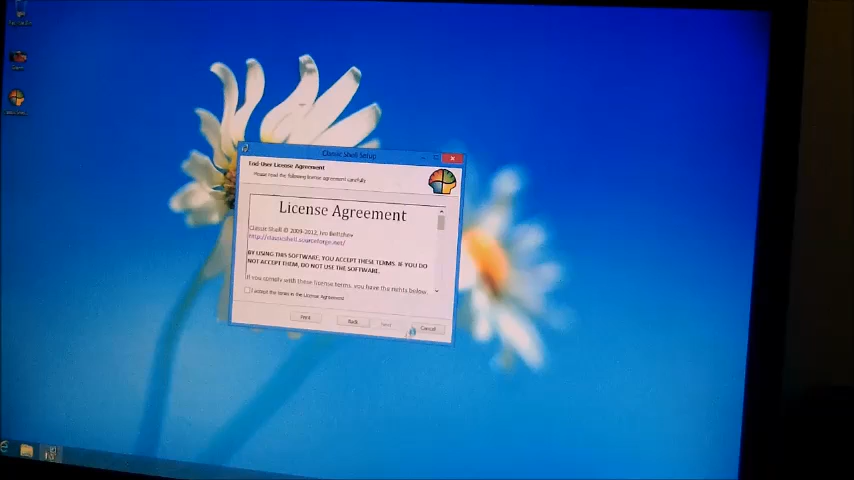 Classic Shell Setup
End-User License Agreement
Please read the following license agreement carefully
License Agreement
Classic Shell © 2009-2012, Ivo Beltchev
http://classicshell.sourceforge.net/
BY USING THIS SOFTWARE, YOU ACCEPT THESE TERMS. IF YOU DO
NOT ACCEPT THEM, DO NOT USE THE SOFTWARE.
If you comply with these license terms, you have the rights below.
I accept the terms in the License Agreement
Print
Back
Next
Cancel